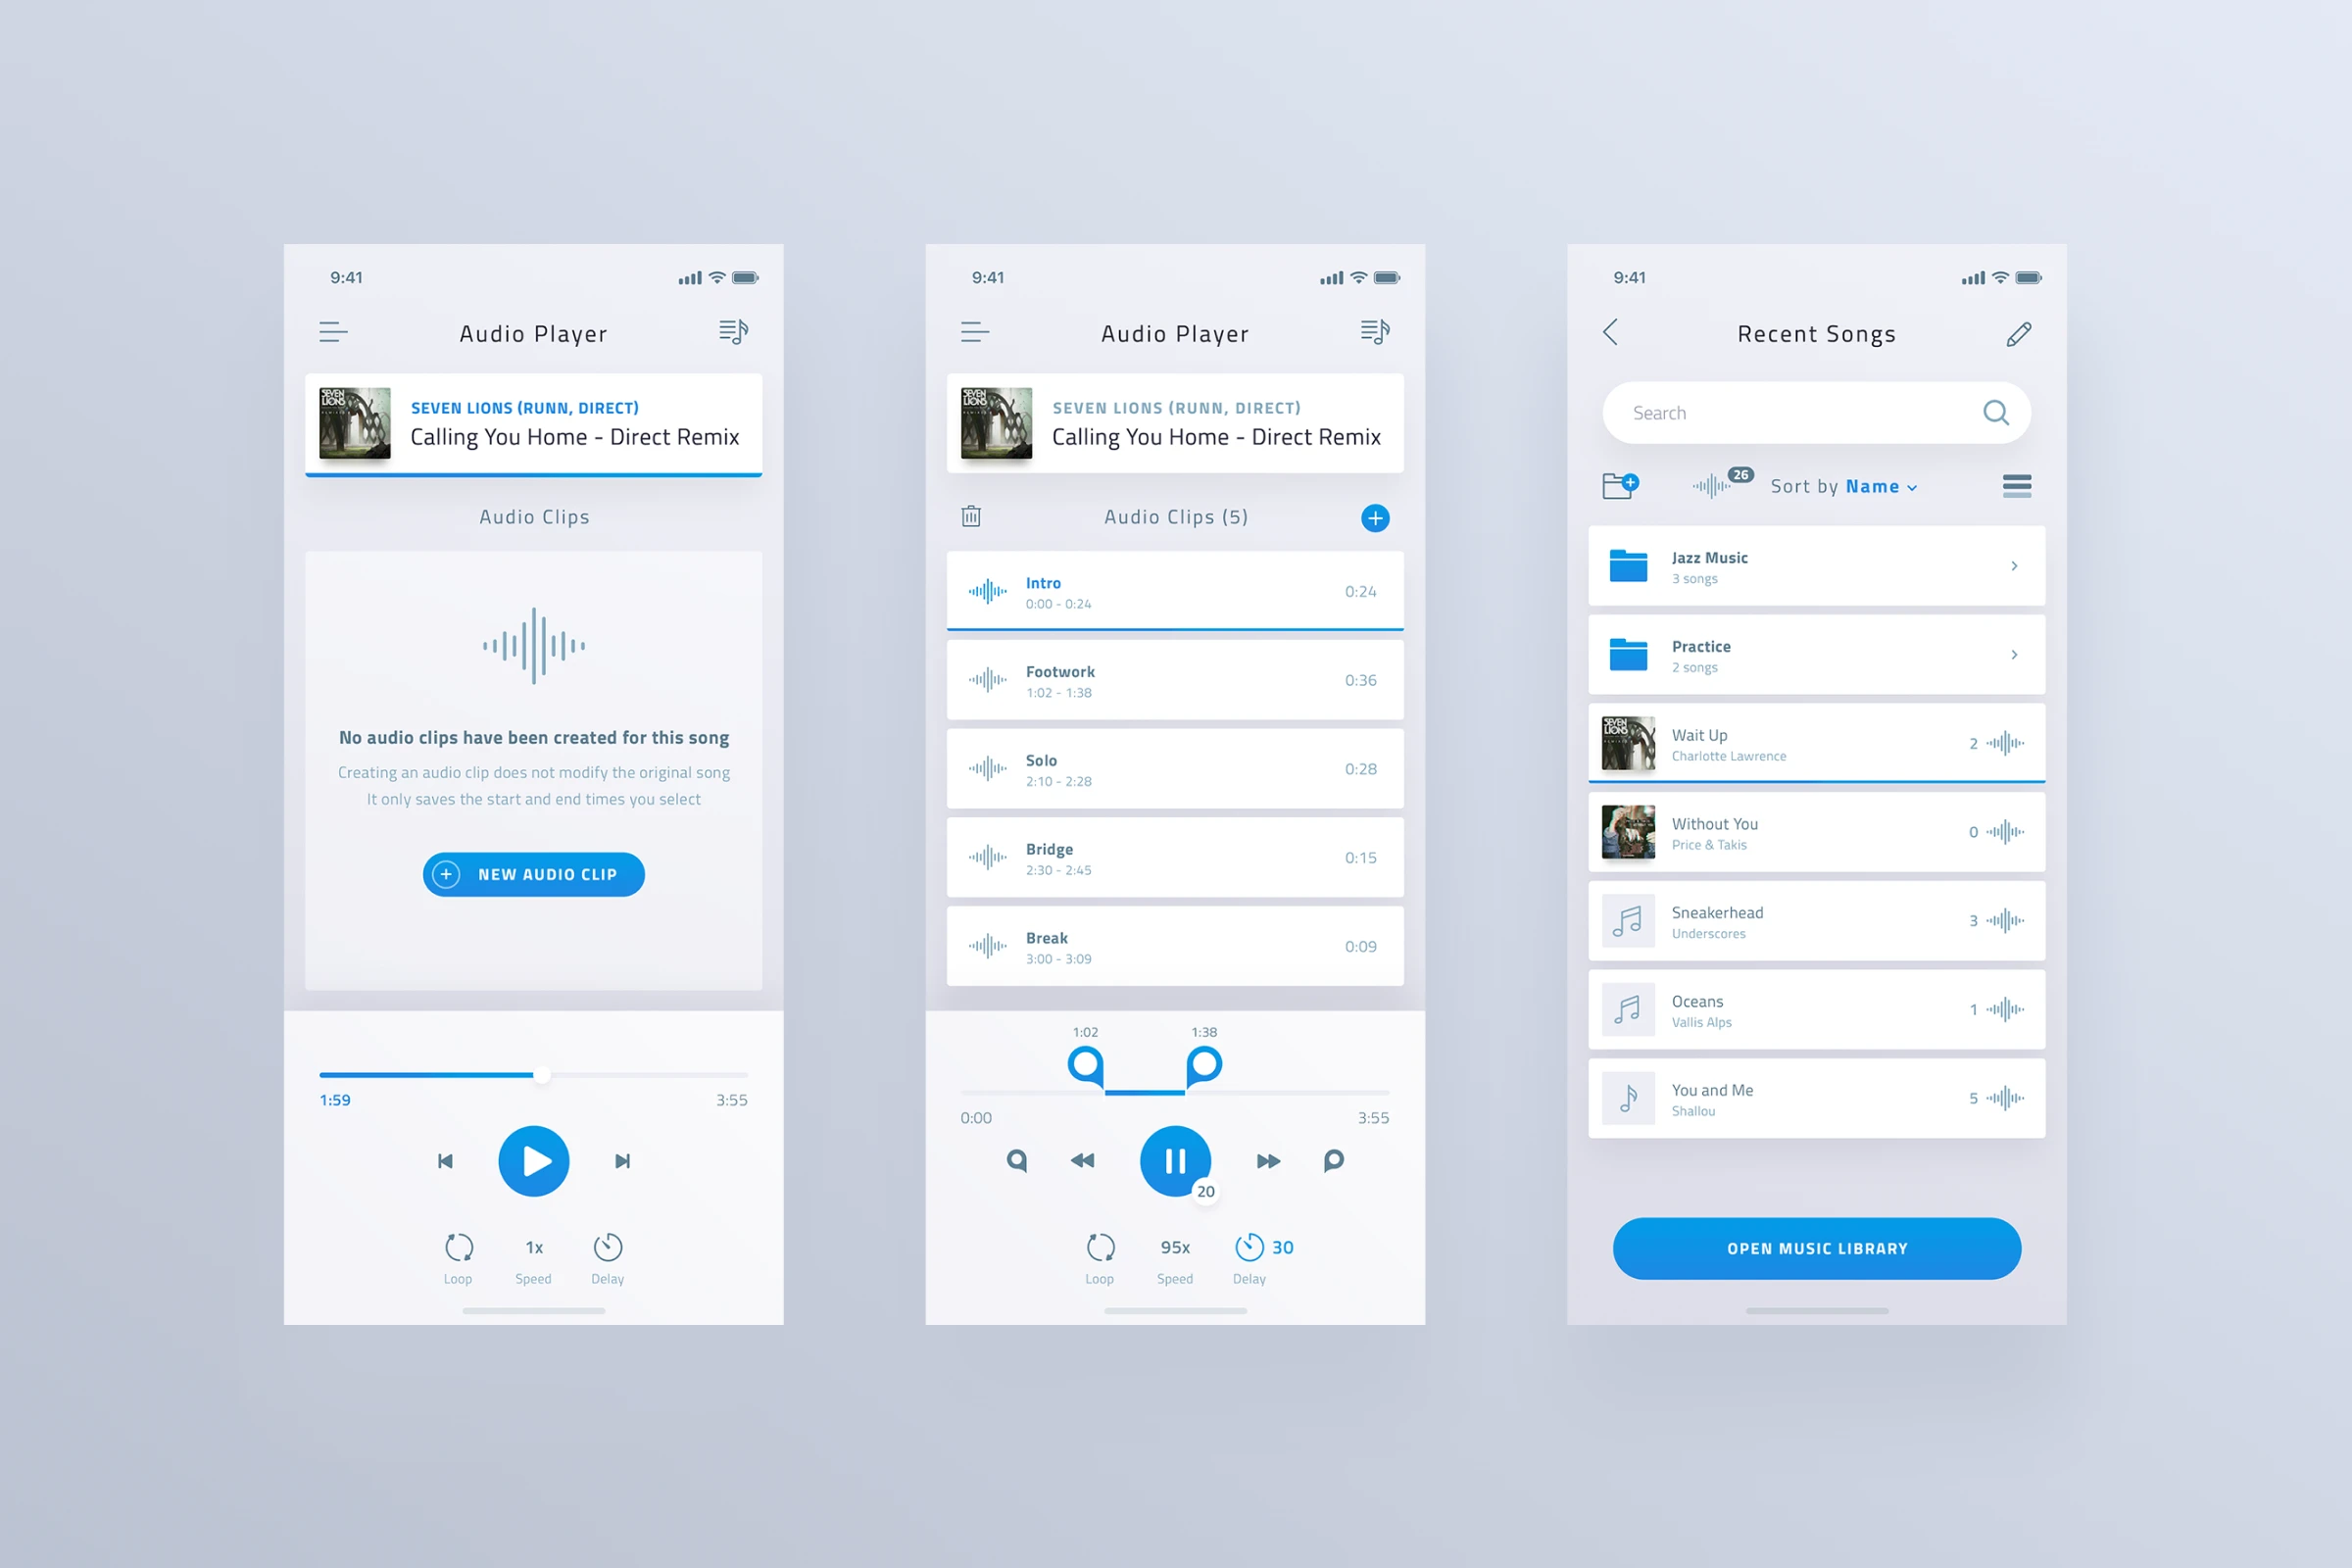 9:41
Audio Player
SEVEN LIONS
SEVEN LIONS (RUNN, DIRECT)
Calling You Home - Direct Remix
Audio Clips
No audio clips have been created for this song
Creating an audio clip does not modify the original song
It only saves the start and end times you select
NEW AUDIO CLIP
1:59
3:55
1x
Loop
Speed
Delay
9:41
Audio Player
SEVEN LIONS
SEVEN LIONS (RUNN, DIRECT)
Calling You Home - Direct Remix
Audio Clips (5)
Intro
0:00 - 0:24
0:24
Footwork
1:02 - 1:38
0:36
Solo
2:10 - 2:28
0:28
Bridge
2:30 - 2:45
0:15
Break
3:00 - 3:09
0:09
1:02
1:38
0:00
3:55
20
95x
30
Loop
Speed
Delay
9:41
Recent Songs
Search
26
Sort by Name
Jazz Music
3 songs
Practice
2 songs
SEVEN LIONS
Wait Up
Charlotte Lawrence
2
Without You
Price & Takis
0
Sneakerhead
Underscores
3
Oceans
Vallis Alps
1
You and Me
Shallou
5
OPEN MUSIC LIBRARY